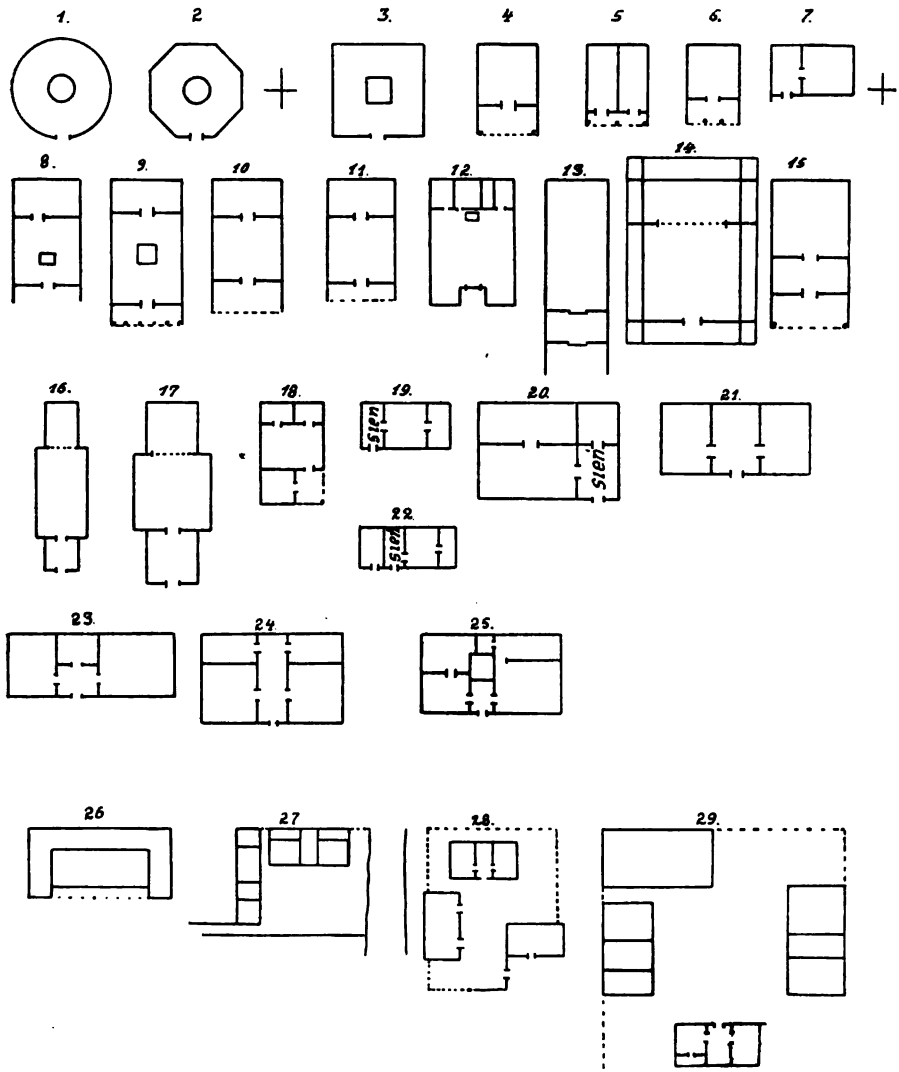 1. 2 3. 4 5 6. 7.
8. 9. 10 11. 12 13. 14. 15
16. 17 18. 19. 20. 21.
sień sień
22.
sień
23. 24 25.
26 27 28. 29.